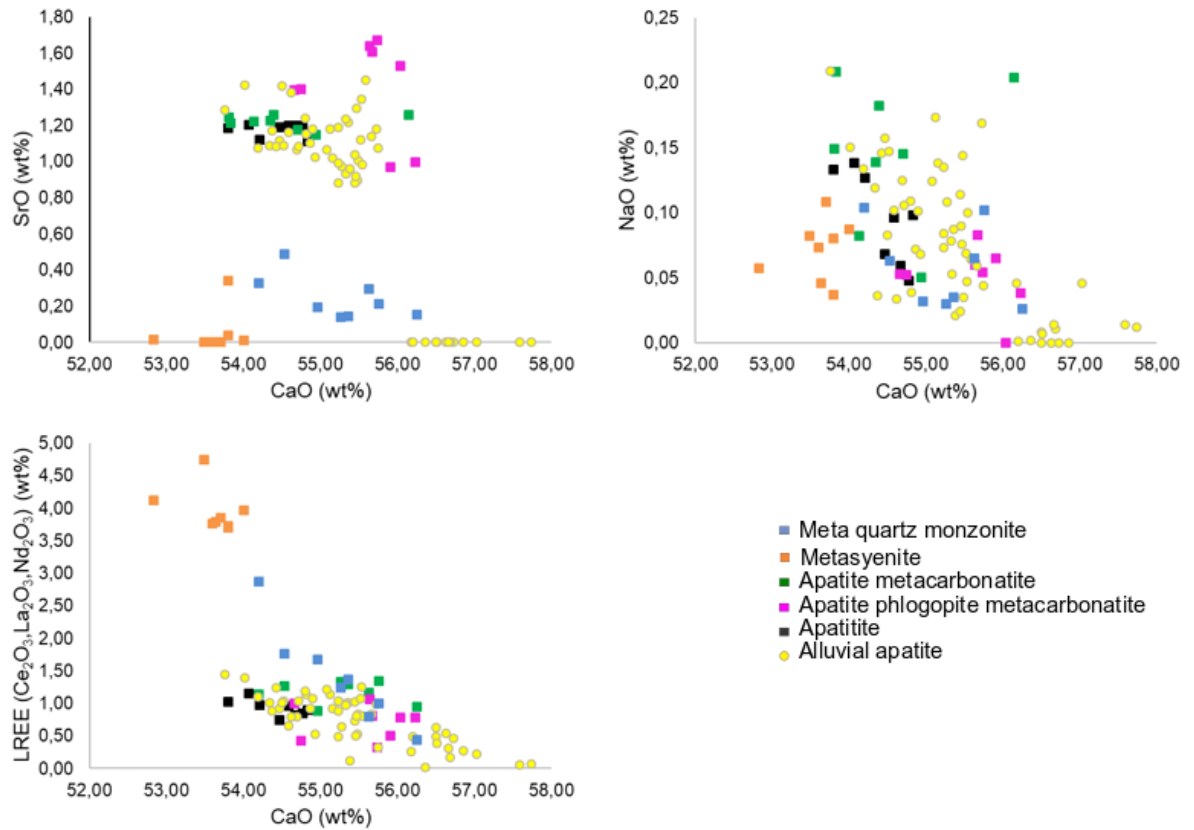 1,80
1,60
1,40
1,20
1,00
0,80
0,60
0,40
0,20
0,00
SrO (wt%)
52,00 53,00 54,00 55,00 56,00 57,00 58,00
CaO (wt%)
0,25
0,20
0,15
0,10
0,05
0,00
NaO (wt%)
52,00 53,00 54,00 55,00 56,00 57,00 58,00
CaO (wt%)
5,00
4,50
4,00
3,50
3,00
2,50
2,00
1,50
1,00
0,50
0,00
LREE (Ce₂O₃,La₂O₃,Nd₂O₃) (wt%)
52,00 53,00 54,00 55,00 56,00 57,00 58,00
CaO (wt%)
Meta quartz monzonite
Metasyenite
Apatite metacarbonatite
Apatite phlogopite metacarbonatite
Apatitite
Alluvial apatite